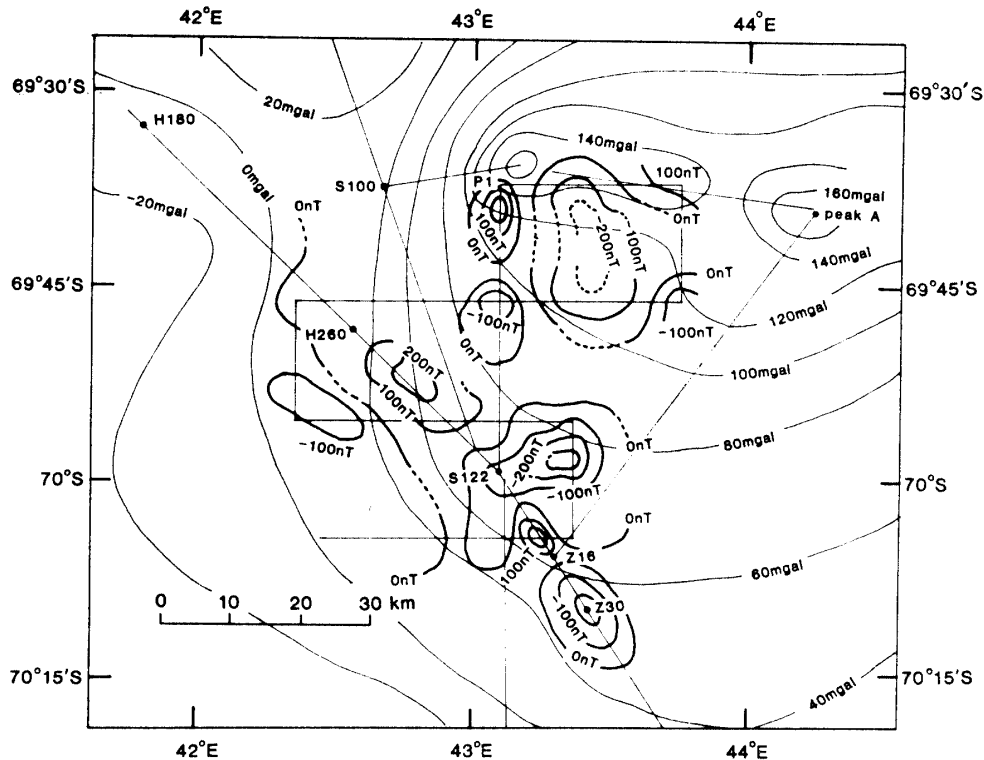 42°E 43°E 44°E
69°30'S 69°30'S
20mgal
H180
140mgal
0mgal
100nT
P1
S100
160mgal
-20mgal
0nT
0nT
peak A
100nT
200nT
100nT
0nT
140mgal
69°45'S 0nT 69°45'S
-100nT
120mgal
-100nT
H260
0nT
200nT
100mgal
100nT
-100nT
0nT
80mgal
-200nT
S122
70°S 70°S
-100nT
0nT
Z16
-100nT
60mgal
0nT
0 10 20 30 km
Z30
-100nT
0nT
70°15'S 70°15'S
40mgal
42°E 43°E 44°E